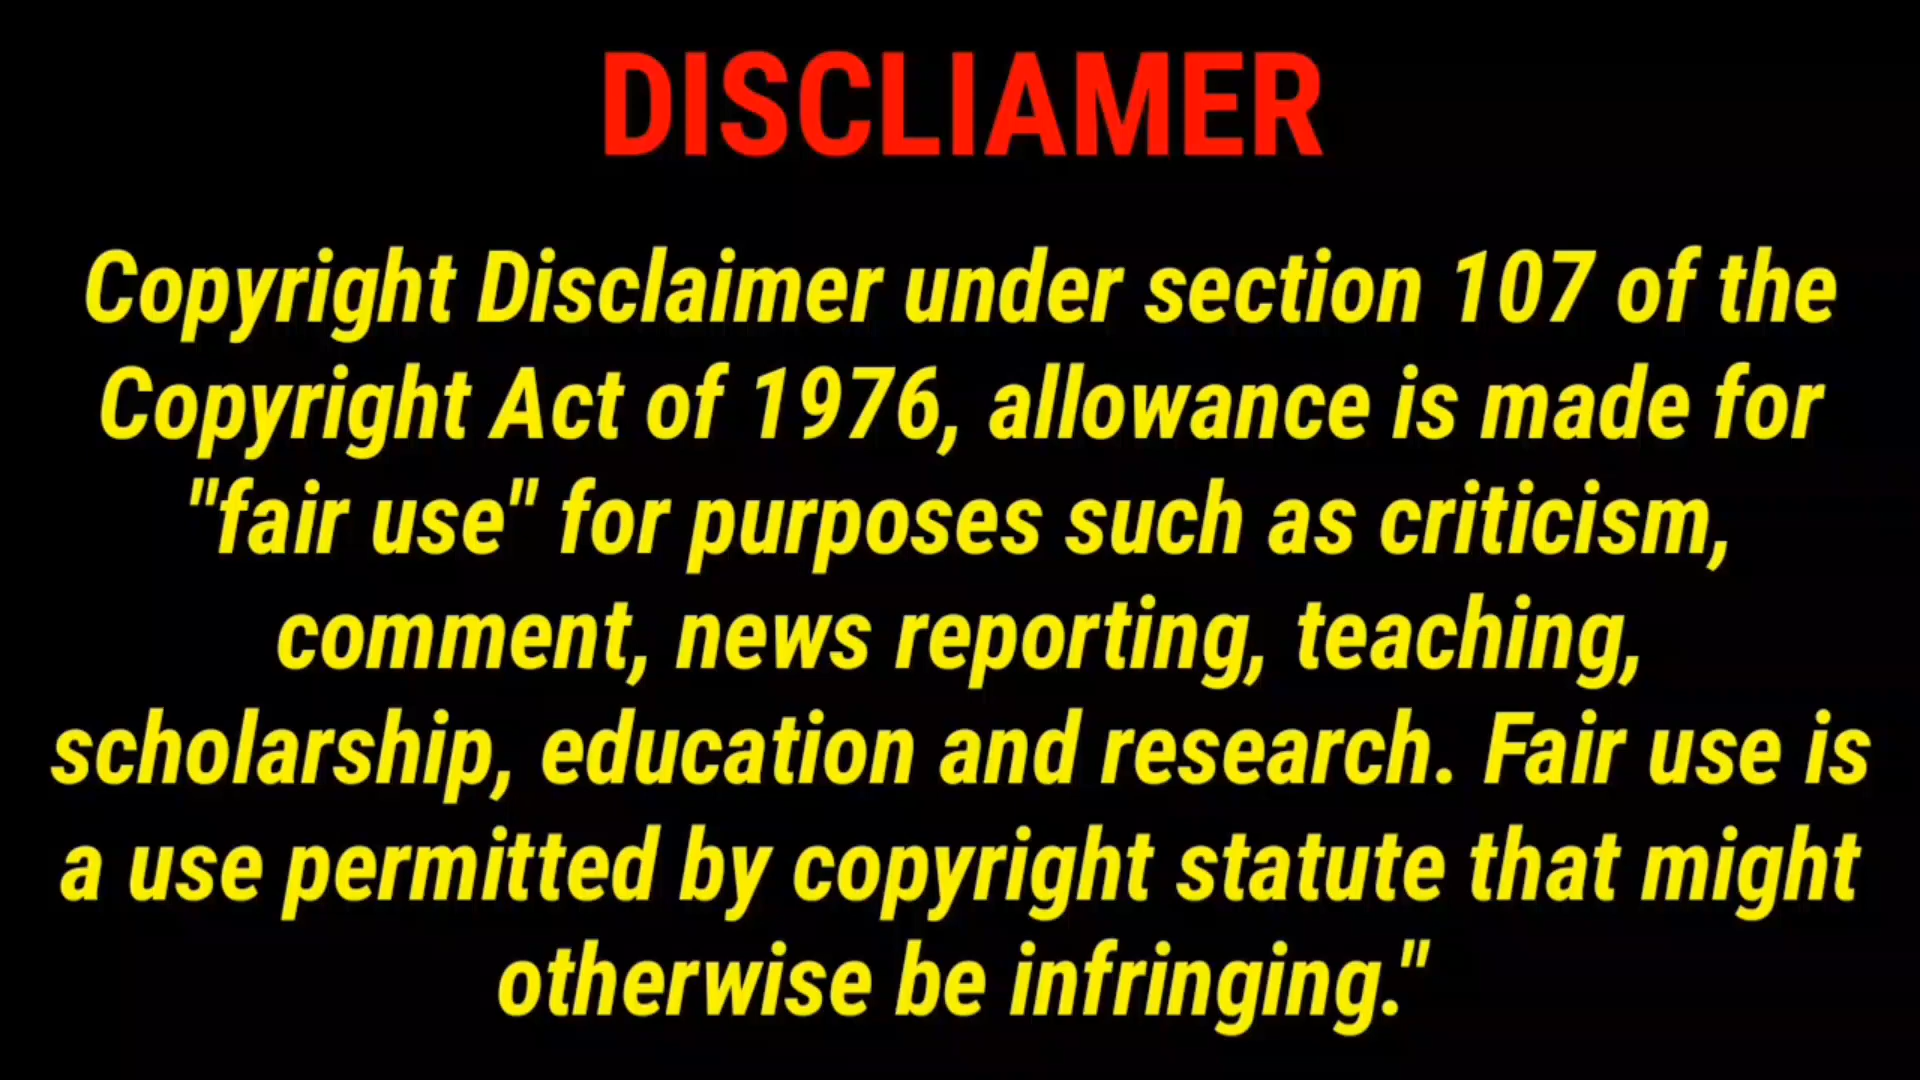 DISCLIAMER
Copyright Disclaimer under section 107 of the
Copyright Act of 1976, allowance is made for
"fair use" for purposes such as criticism,
comment, news reporting, teaching,
scholarship, education and research. Fair use is
a use permitted by copyright statute that might
otherwise be infringing."